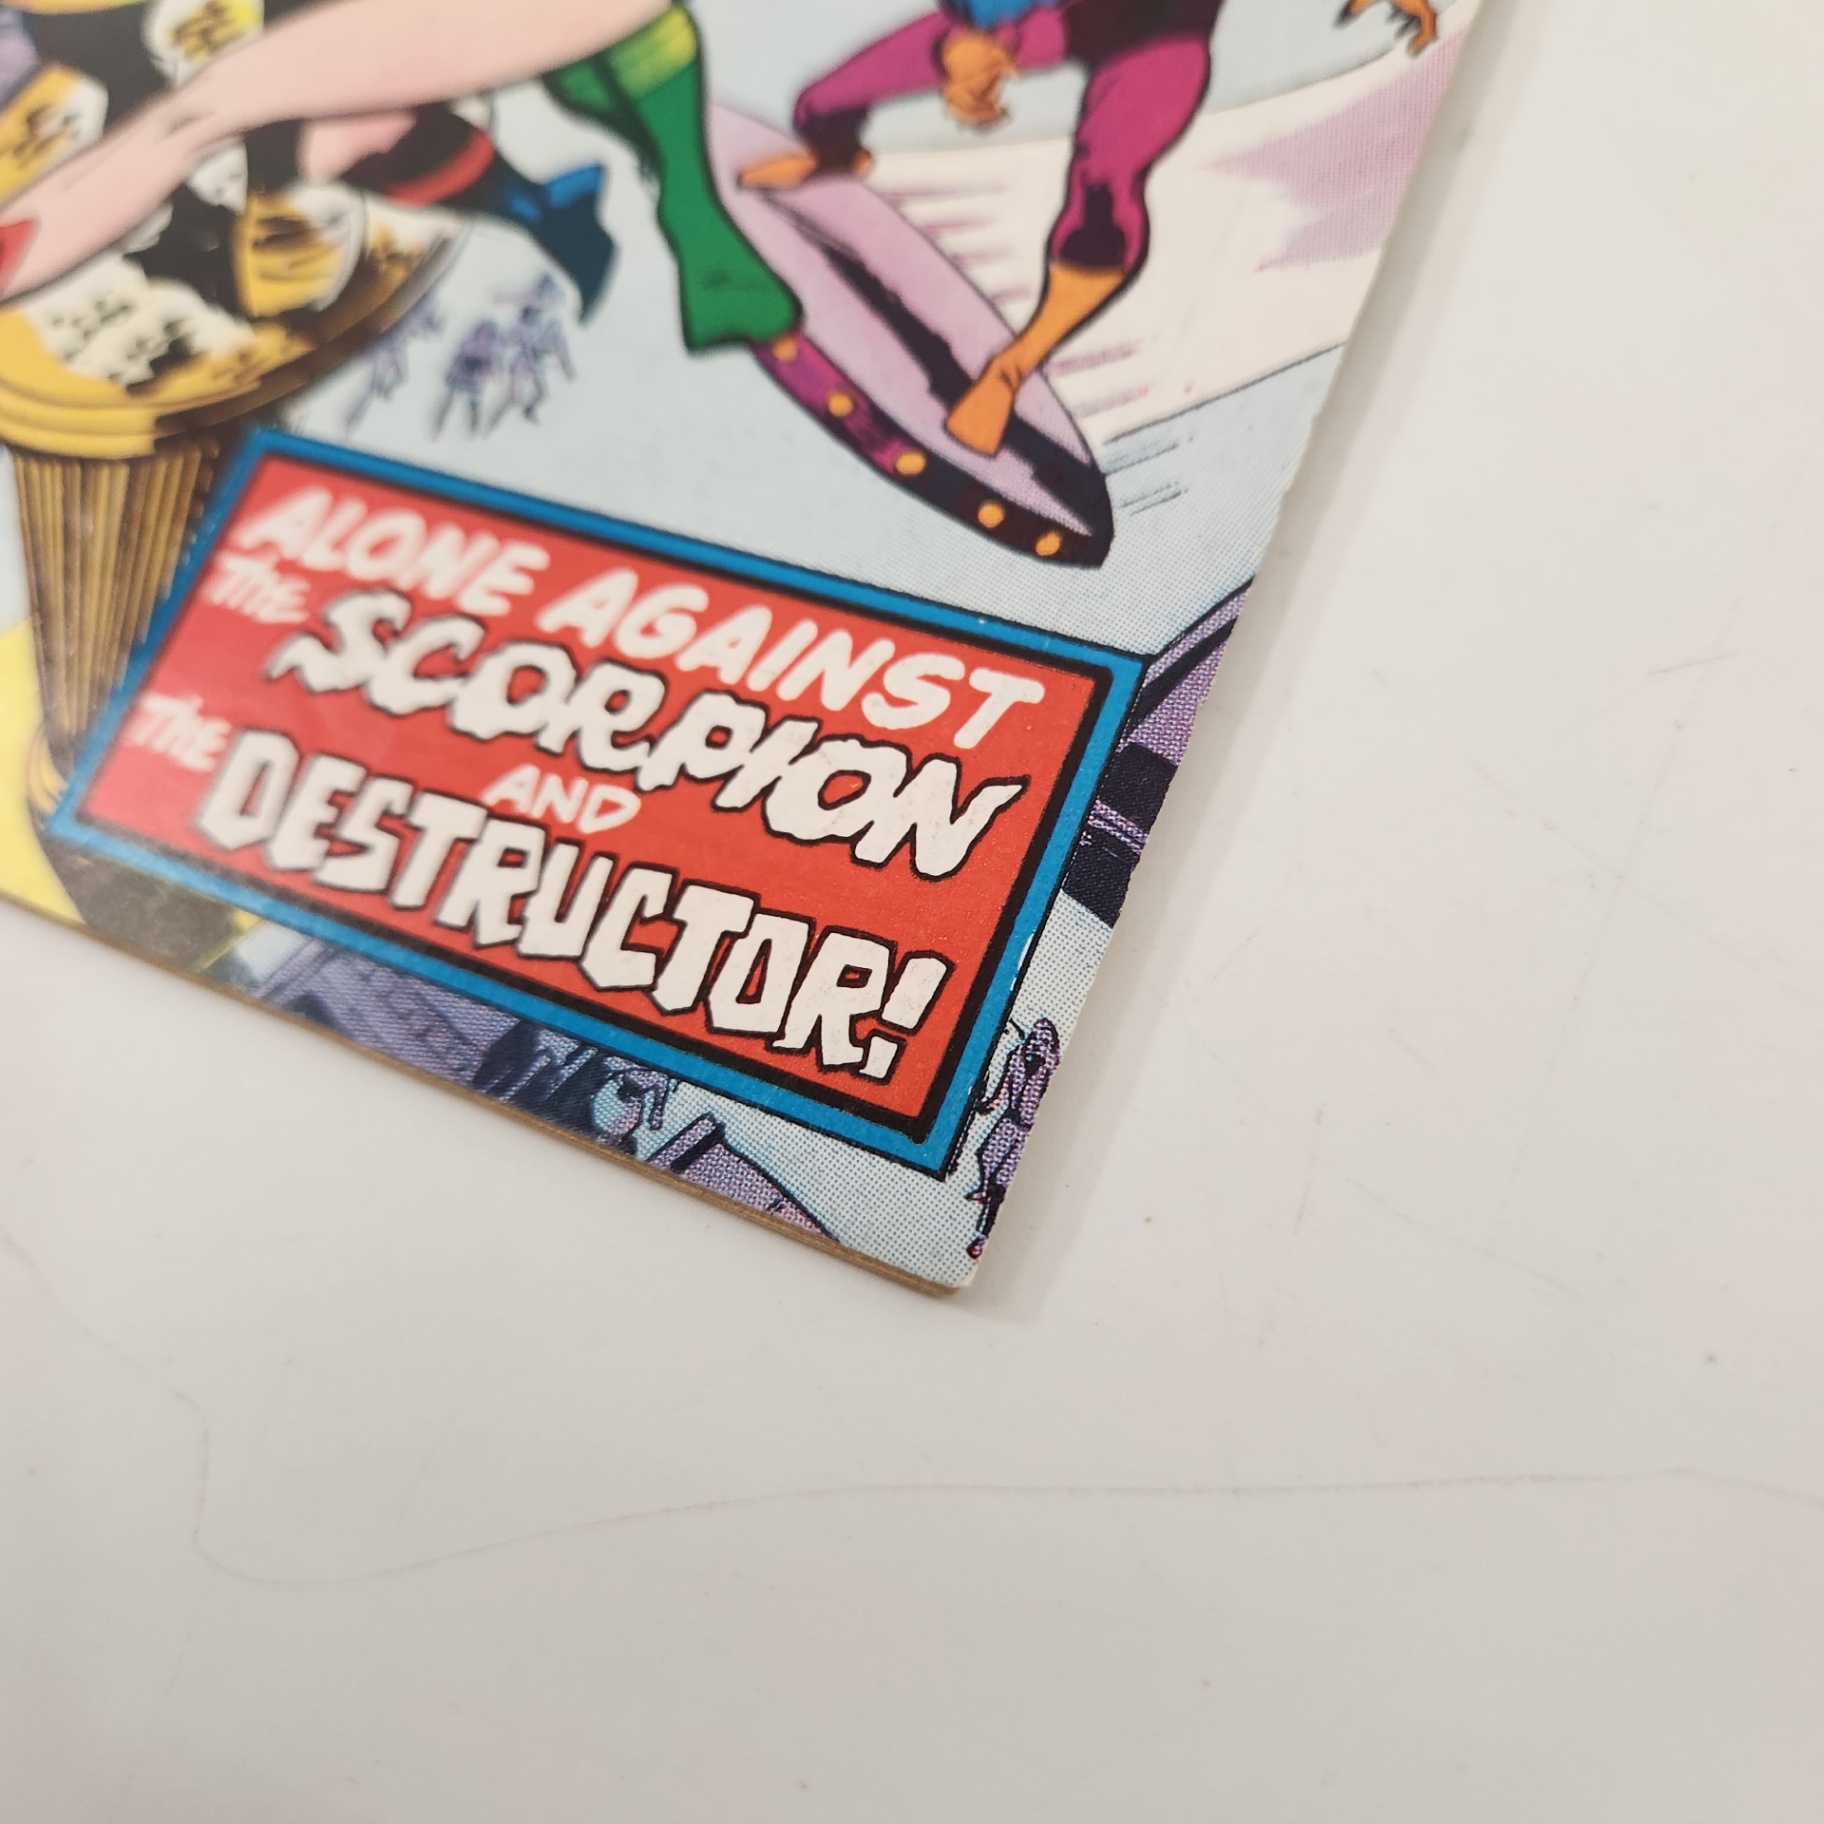 ALONE AGAINST
THE SCORPION
AND
THE DESTRUCTOR!